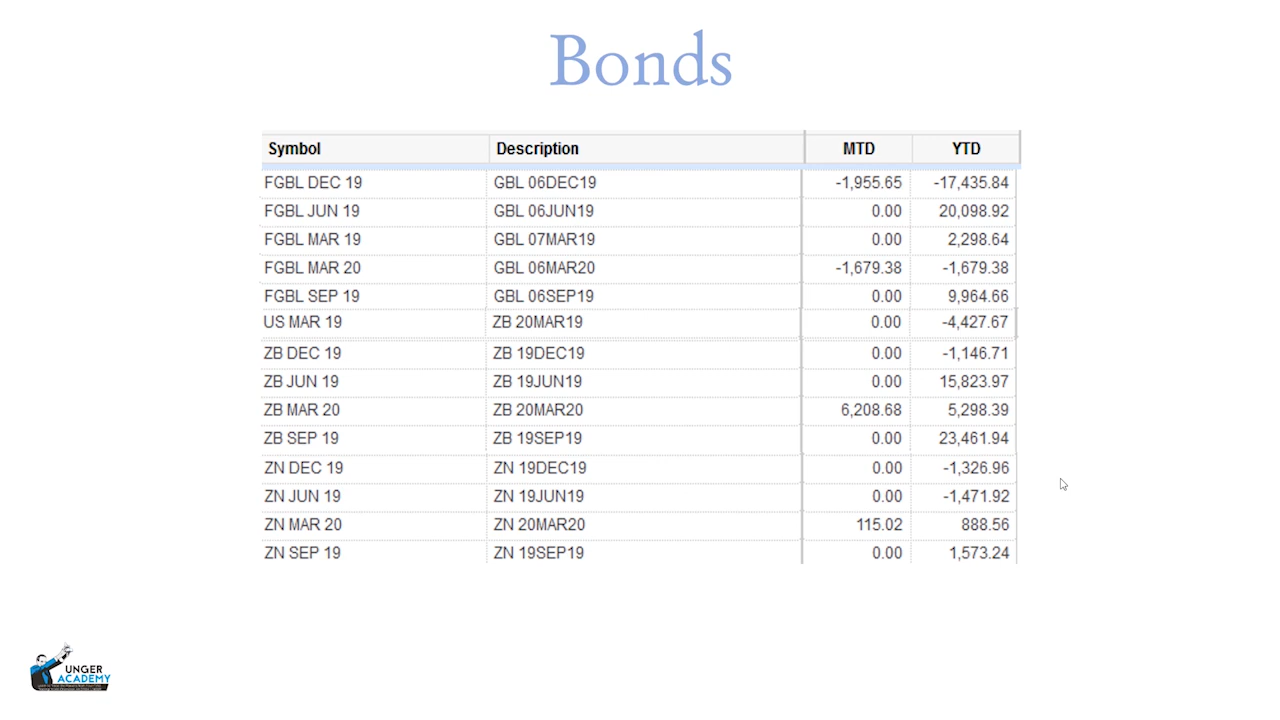 Bonds
Symbol Description MTD YTD
FGBL DEC 19 GBL 06DEC19 -1,955.65 -17,435.84
FGBL JUN 19 GBL 06JUN19 0.00 20,098.92
FGBL MAR 19 GBL 07MAR19 0.00 2,298.64
FGBL MAR 20 GBL 06MAR20 -1,679.38 -1,679.38
FGBL SEP 19 GBL 06SEP19 0.00 9,964.66
US MAR 19 ZB 20MAR19 0.00 -4,427.67
ZB DEC 19 ZB 19DEC19 0.00 -1,146.71
ZB JUN 19 ZB 19JUN19 0.00 15,823.97
ZB MAR 20 ZB 20MAR20 6,208.68 5,298.39
ZB SEP 19 ZB 19SEP19 0.00 23,461.94
ZN DEC 19 ZN 19DEC19 0.00 -1,326.96
ZN JUN 19 ZN 19JUN19 0.00 -1,471.92
ZN MAR 20 ZN 20MAR20 115.02 888.56
ZN SEP 19 ZN 19SEP19 0.00 1,573.24
UNGER
ACADEMY